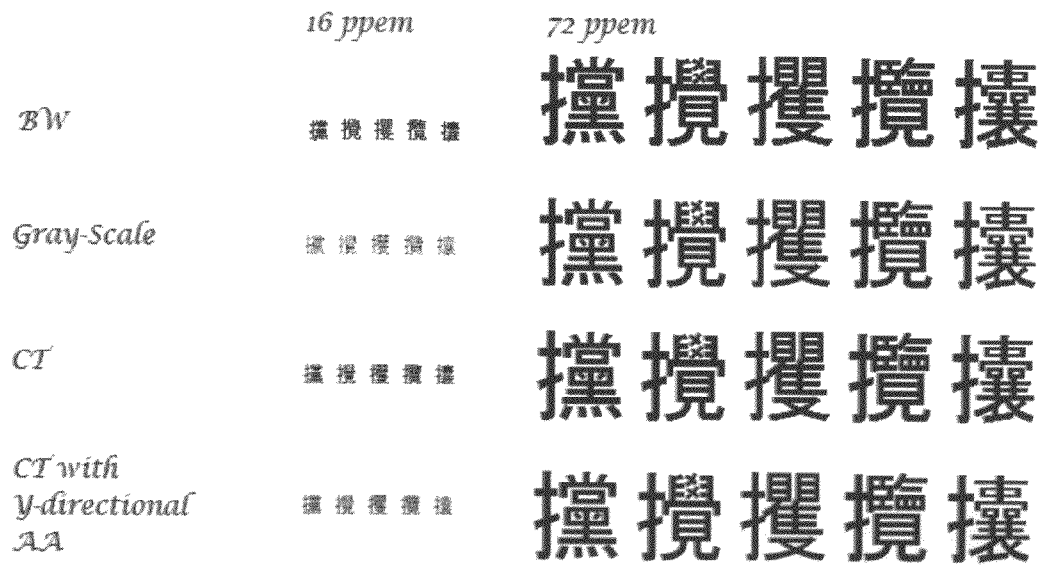 16 ppem 72 ppem
BW 攩攪攫攬攮 攩攪攫攬攮
Gray-Scale 攩攪攫攬攮 攩攪攫攬攮
CT 攩攪攫攬攮 攩攪攫攬攮
CT with
Y-directional 攩攪攫攬攮 攩攪攫攬攮
AA